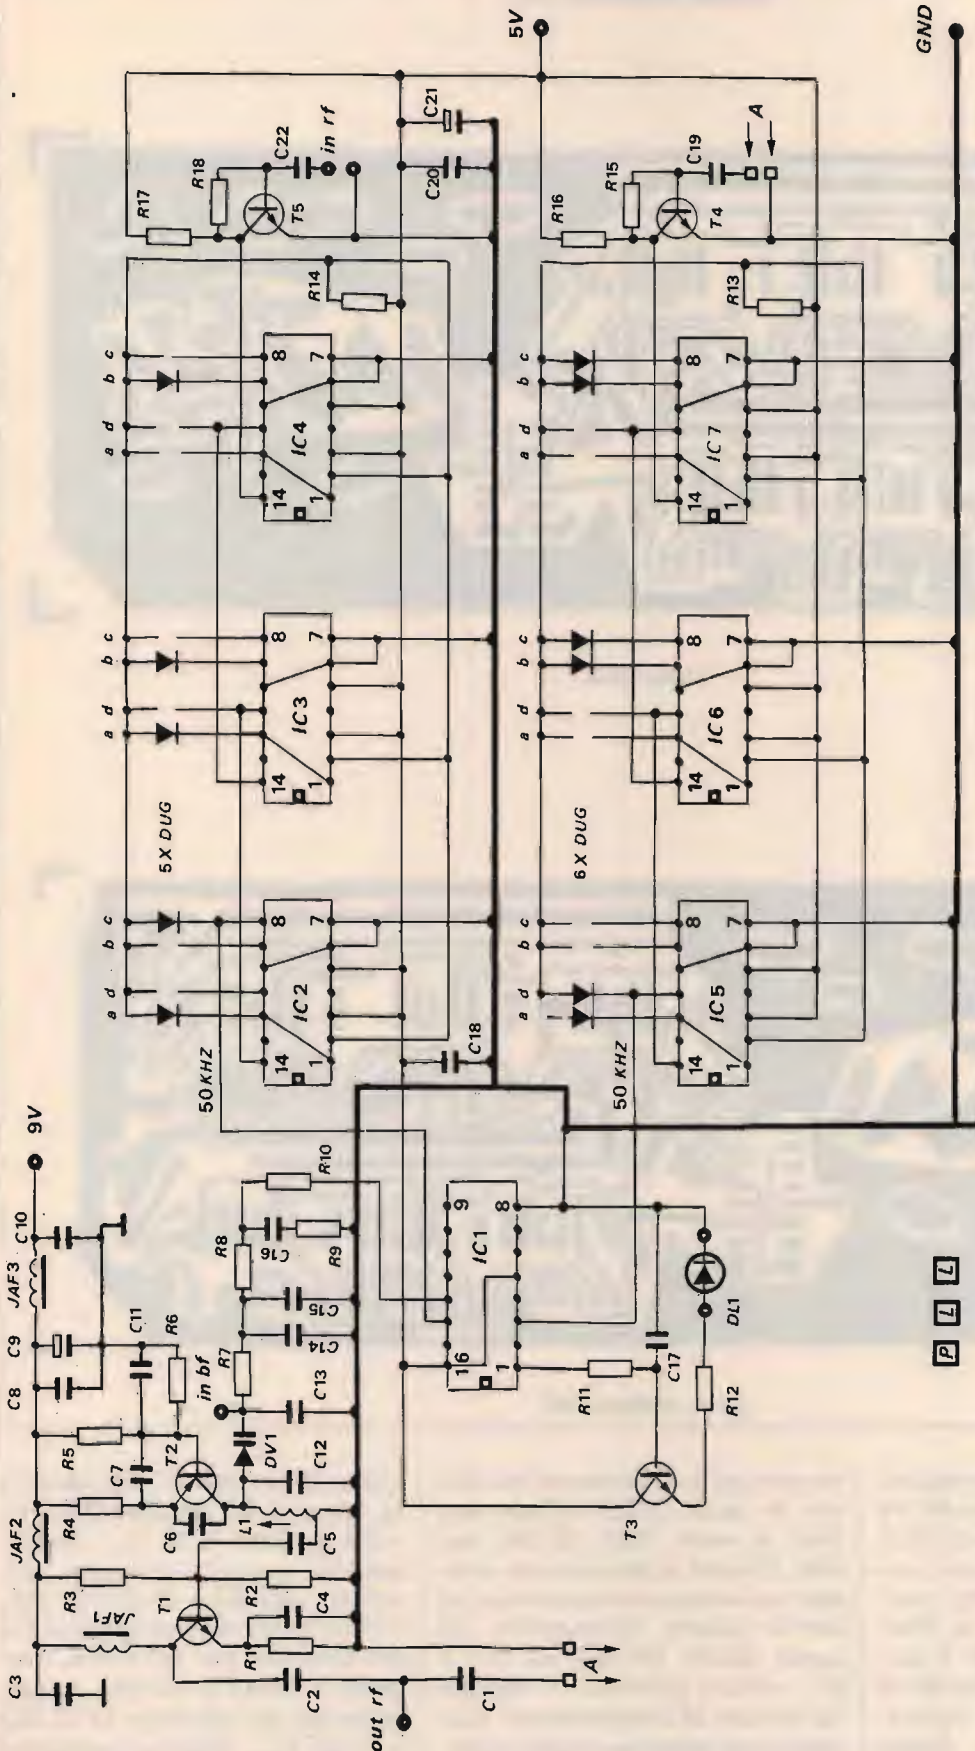 C3
JAF1
R3
T1
R1
C4
R2
C2
out rf
C1
A
JAF2
R4
C7
R5
T2
C6
L1
C5
C8
C9
JAF3
C10
9V
C11
R6
in bf
DV1
C12
C13
R7
C14
C15
R8
C16
R9
R10
50 KHZ
C18
IC1
16
9
1
8
R11
C17
T3
R12
DL1
5X DUG
a
d
b
c
IC2
14
8
1
7
a
d
b
c
IC3
14
8
1
7
a
d
b
c
IC4
14
8
1
7
R14
R17
R18
C22
in rf
T5
C20
C21
5V
50 KHZ
6X DUG
a
d
b
c
IC5
14
8
1
7
a
d
b
c
IC6
14
8
1
7
a
d
b
c
IC7
14
8
1
7
R13
R16
R15
C19
A
T4
GND
P L L